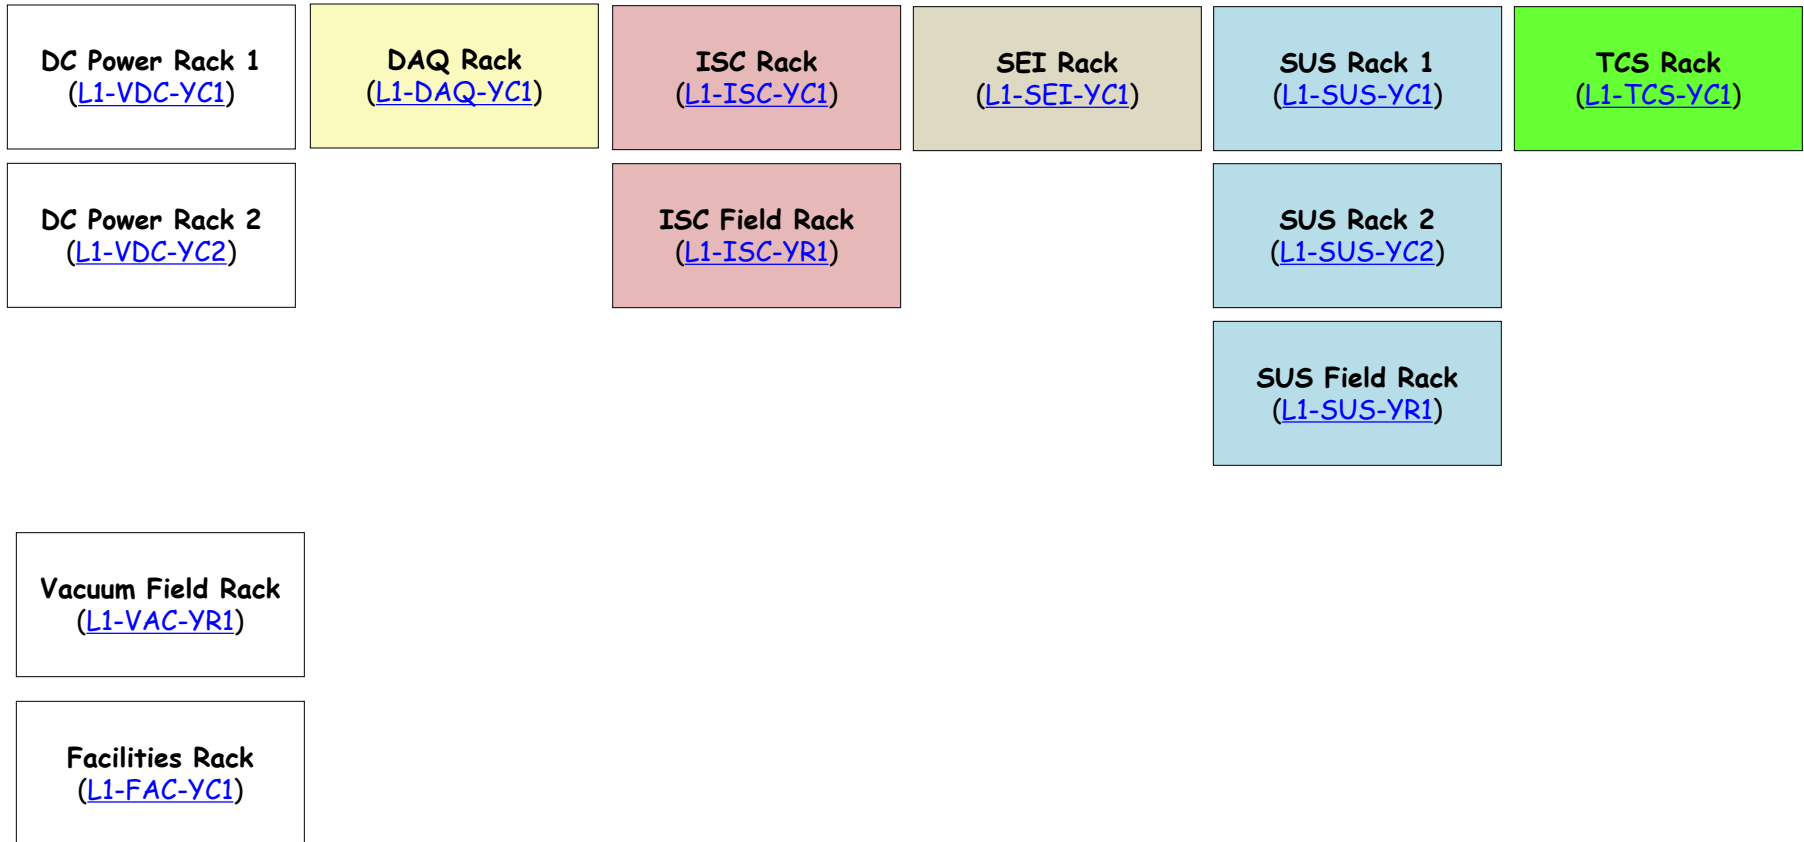 DC Power Rack 1
(L1-VDC-YC1)
DAQ Rack
(L1-DAQ-YC1)
ISC Rack
(L1-ISC-YC1)
SEI Rack
(L1-SEI-YC1)
SUS Rack 1
(L1-SUS-YC1)
TCS Rack
(L1-TCS-YC1)
DC Power Rack 2
(L1-VDC-YC2)
ISC Field Rack
(L1-ISC-YR1)
SUS Rack 2
(L1-SUS-YC2)
SUS Field Rack
(L1-SUS-YR1)
Vacuum Field Rack
(L1-VAC-YR1)
Facilities Rack
(L1-FAC-YC1)